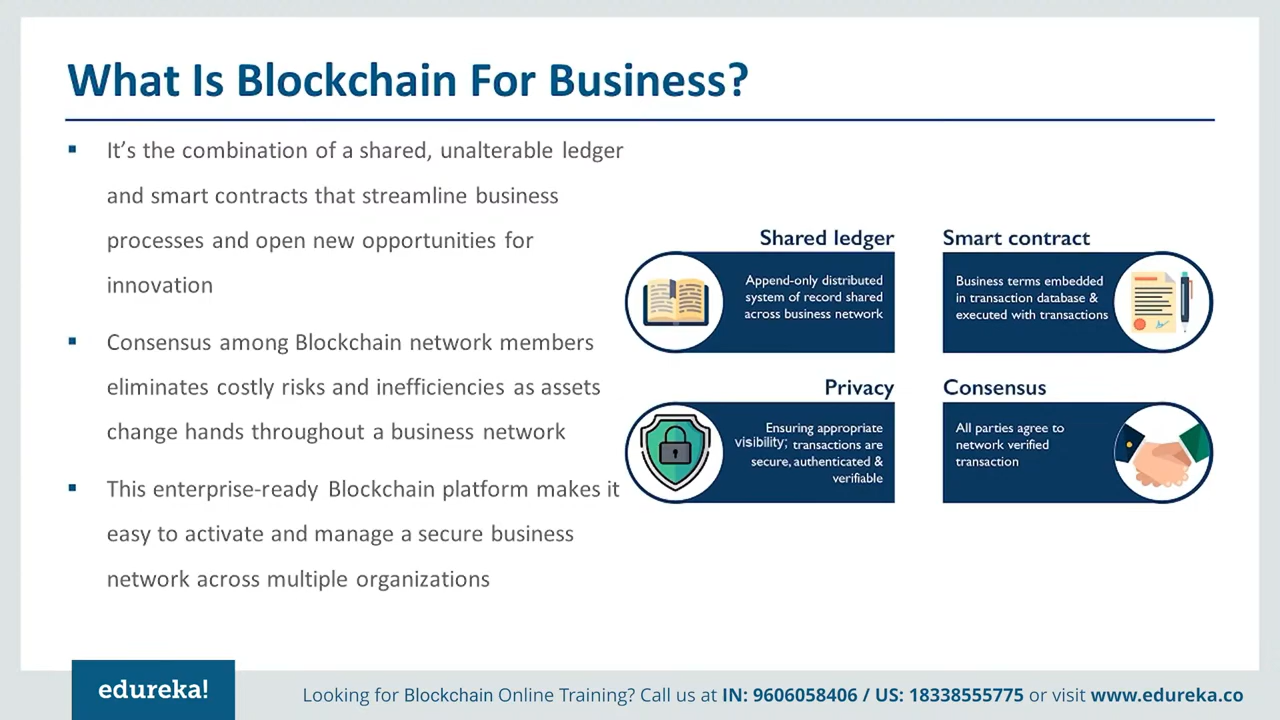 What Is Blockchain For Business?
It’s the combination of a shared, unalterable ledger
and smart contracts that streamline business
processes and open new opportunities for
innovation
Consensus among Blockchain network members
eliminates costly risks and inefficiencies as assets
change hands throughout a business network
This enterprise-ready Blockchain platform makes it
easy to activate and manage a secure business
network across multiple organizations
Shared ledger
Append-only distributed
system of record shared
across business network
Smart contract
Business terms embedded
in transaction database &
executed with transactions
Privacy
Ensuring appropriate
visibility; transactions are
secure, authenticated &
verifiable
Consensus
All parties agree to
network verified
transaction
edureka!
Looking for Blockchain Online Training? Call us at IN: 9606058406 / US: 18338555775 or visit www.edureka.co